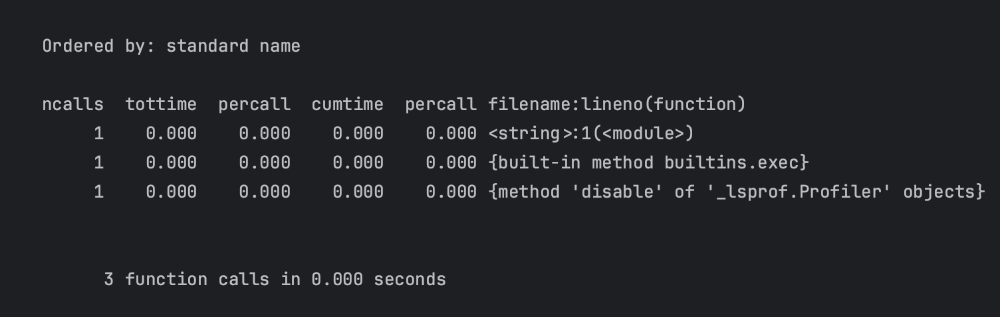 Ordered by: standard name
ncalls  tottime  percall  cumtime  percall filename:lineno(function)
     1    0.000    0.000    0.000    0.000 <string>:1(<module>)
     1    0.000    0.000    0.000    0.000 {built-in method builtins.exec}
     1    0.000    0.000    0.000    0.000 {method 'disable' of '_lsprof.Profiler' objects}
      3 function calls in 0.000 seconds